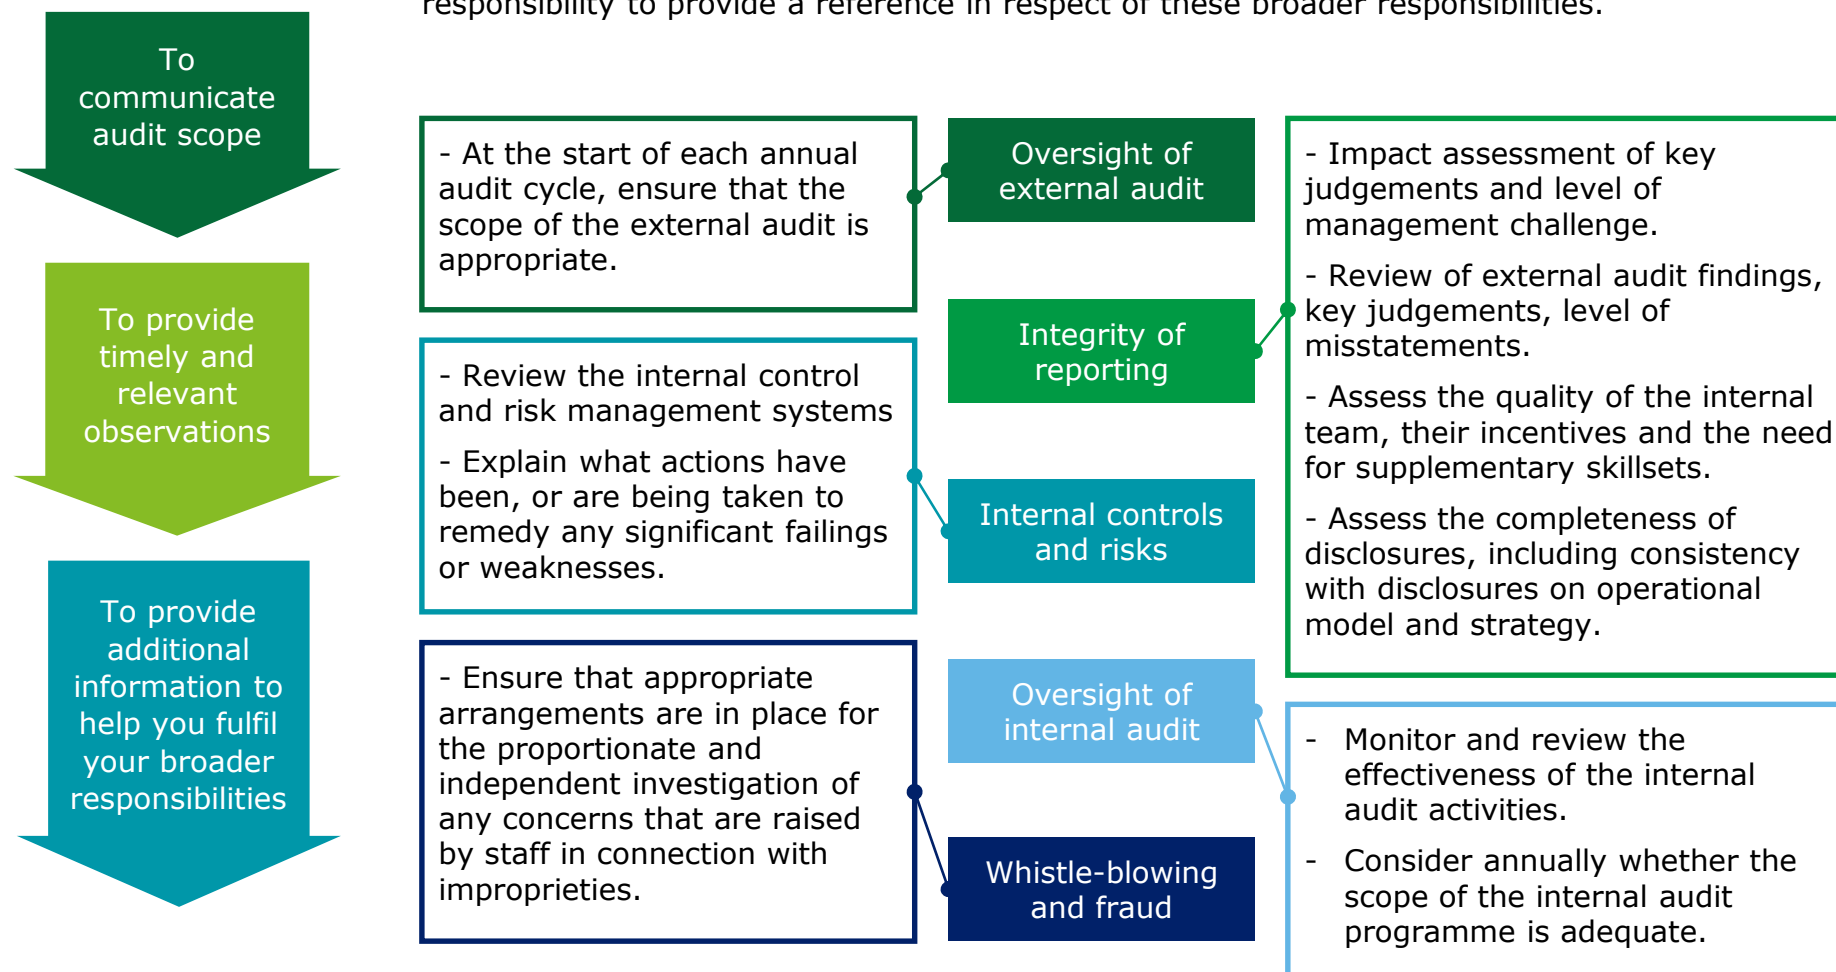 responsibility to provide a reference in respect of these broader responsibilities.
To
communicate
audit scope
To provide
timely and
relevant
observations
To provide
additional
information to
help you fulfil
your broader
responsibilities
- At the start of each annual
audit cycle, ensure that the
scope of the external audit is
appropriate.
- Review the internal control
and risk management systems
- Explain what actions have
been, or are being taken to
remedy any significant failings
or weaknesses.
- Ensure that appropriate
arrangements are in place for
the proportionate and
independent investigation of
any concerns that are raised
by staff in connection with
improprieties.
Oversight of
external audit
Integrity of
reporting
Internal controls
and risks
Oversight of
internal audit
Whistle-blowing
and fraud
- Impact assessment of key
judgements and level of
management challenge.
- Review of external audit findings,
key judgements, level of
misstatements.
- Assess the quality of the internal
team, their incentives and the need
for supplementary skillsets.
- Assess the completeness of
disclosures, including consistency
with disclosures on operational
model and strategy.
- Monitor and review the
effectiveness of the internal
audit activities.
- Consider annually whether the
scope of the internal audit
programme is adequate.